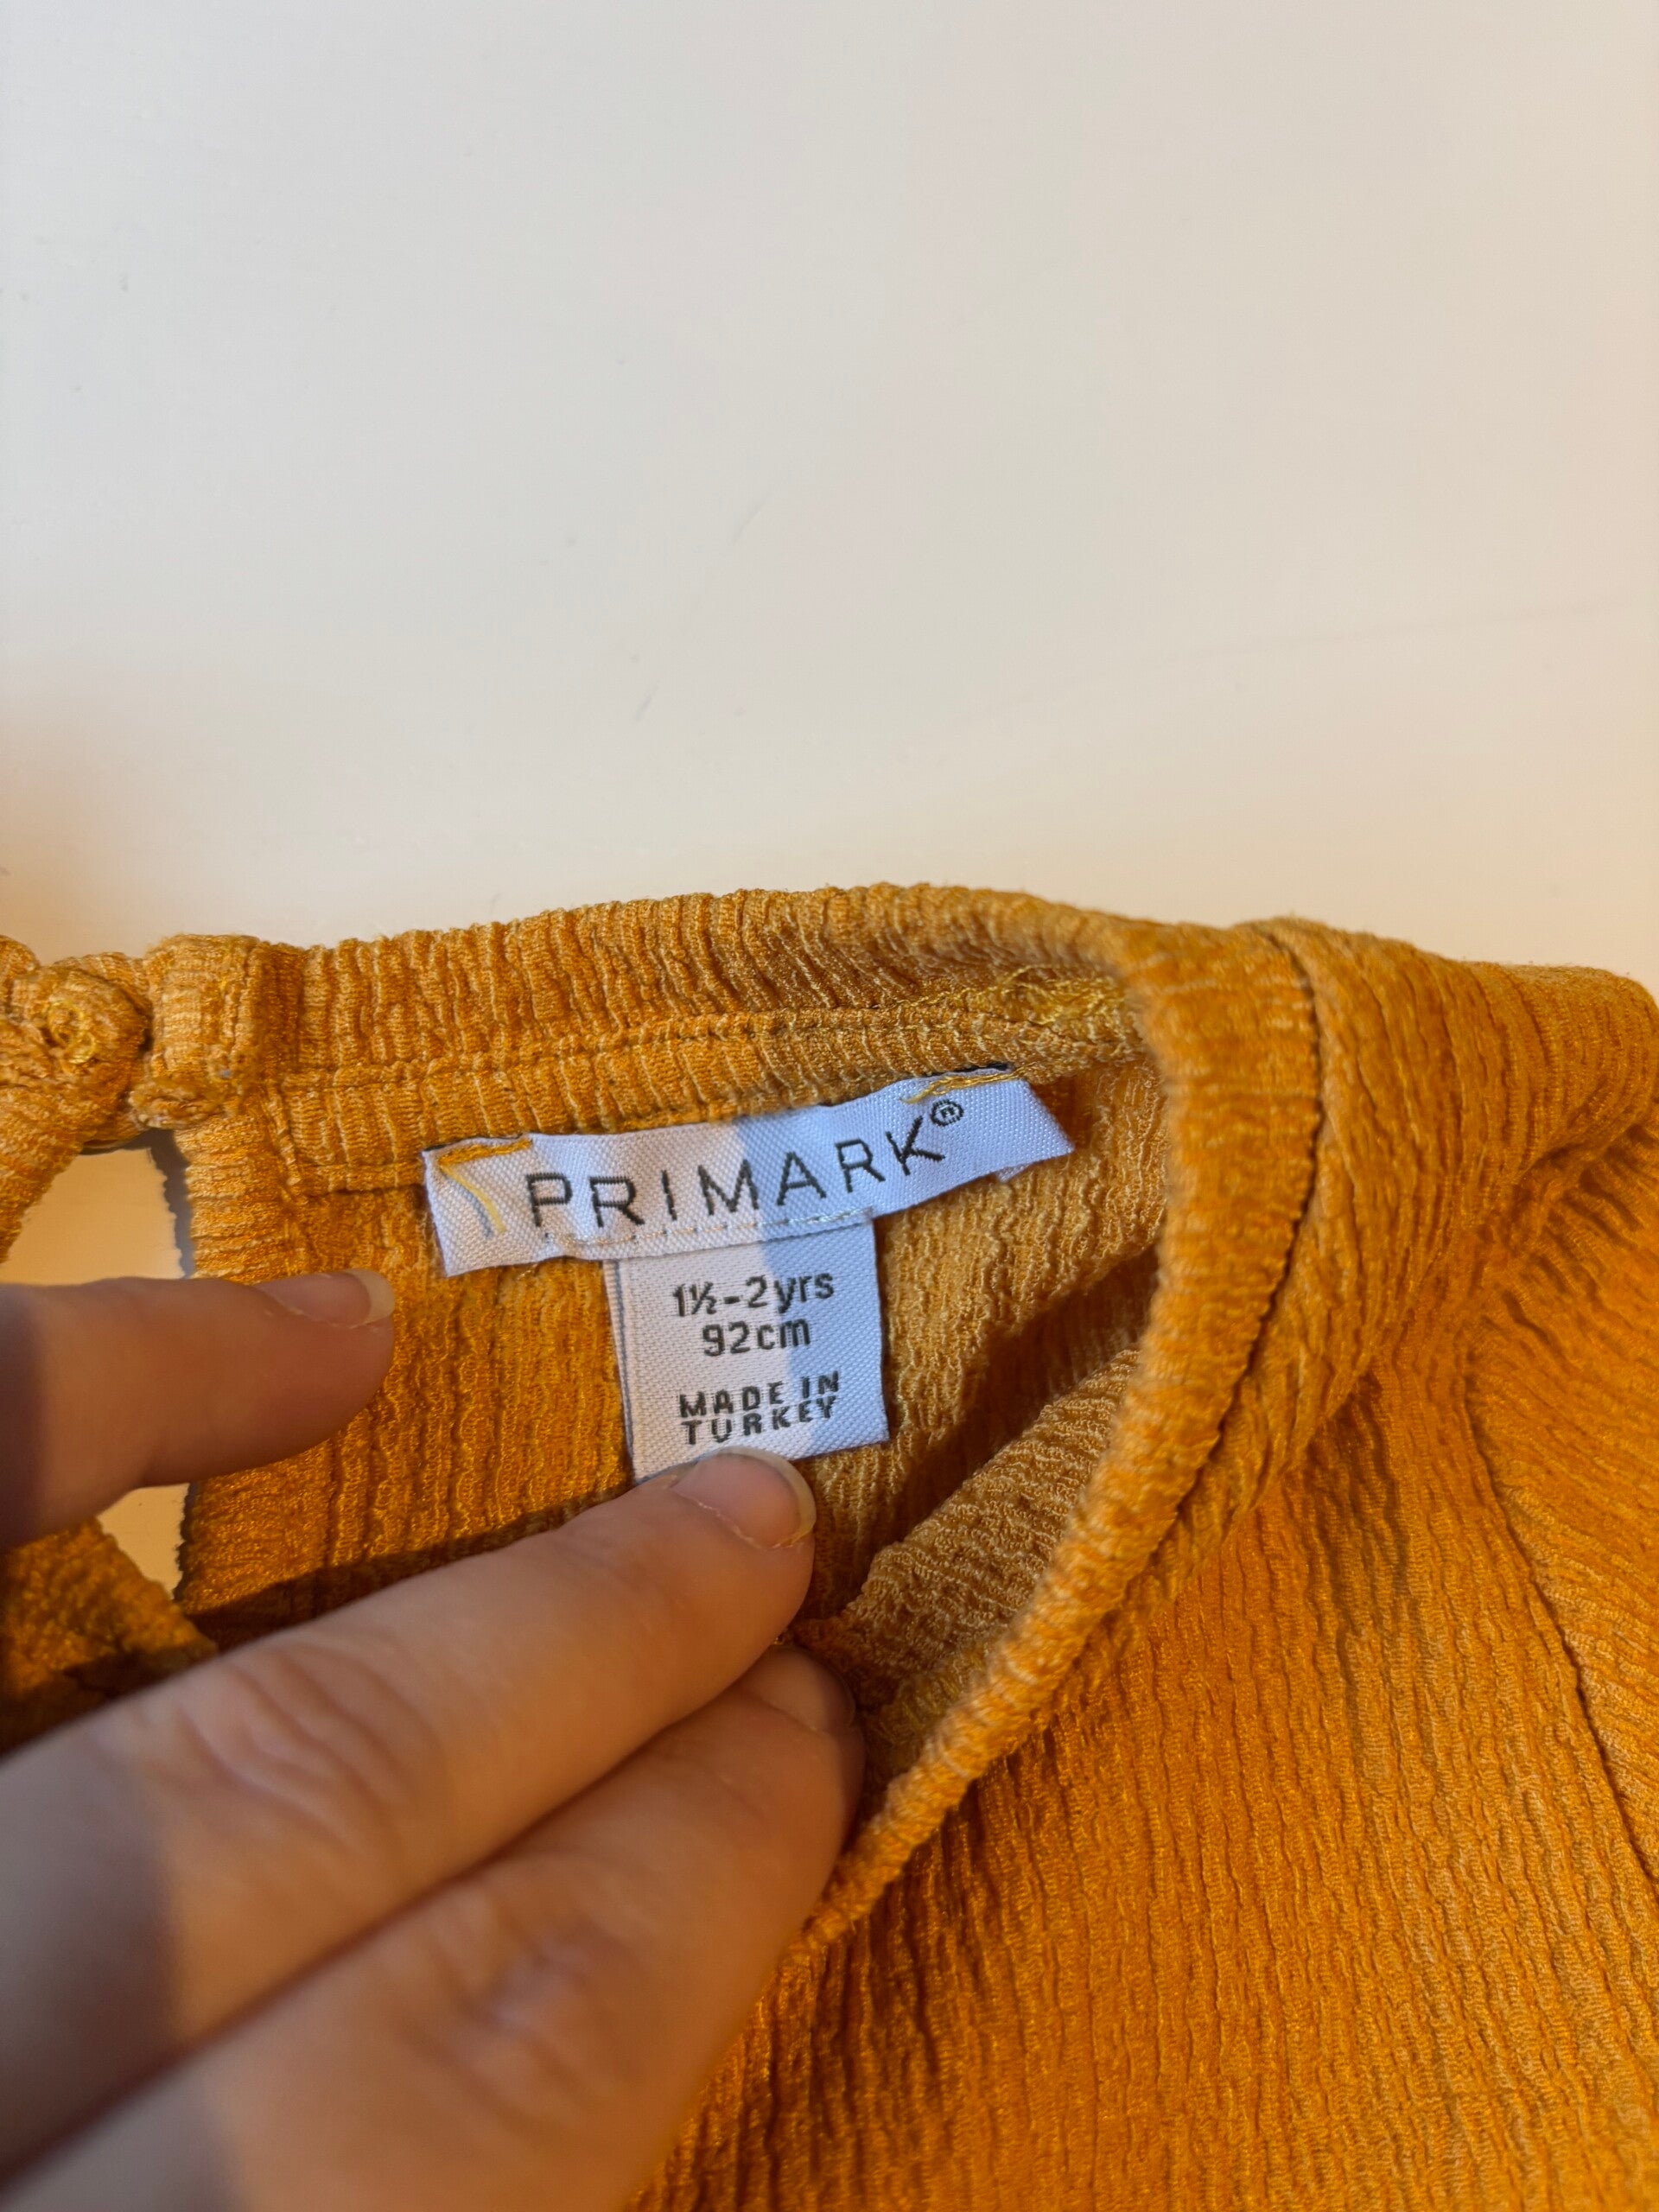 PRIMARK®
1½-2yrs
92cm
MADE IN
TURKEY